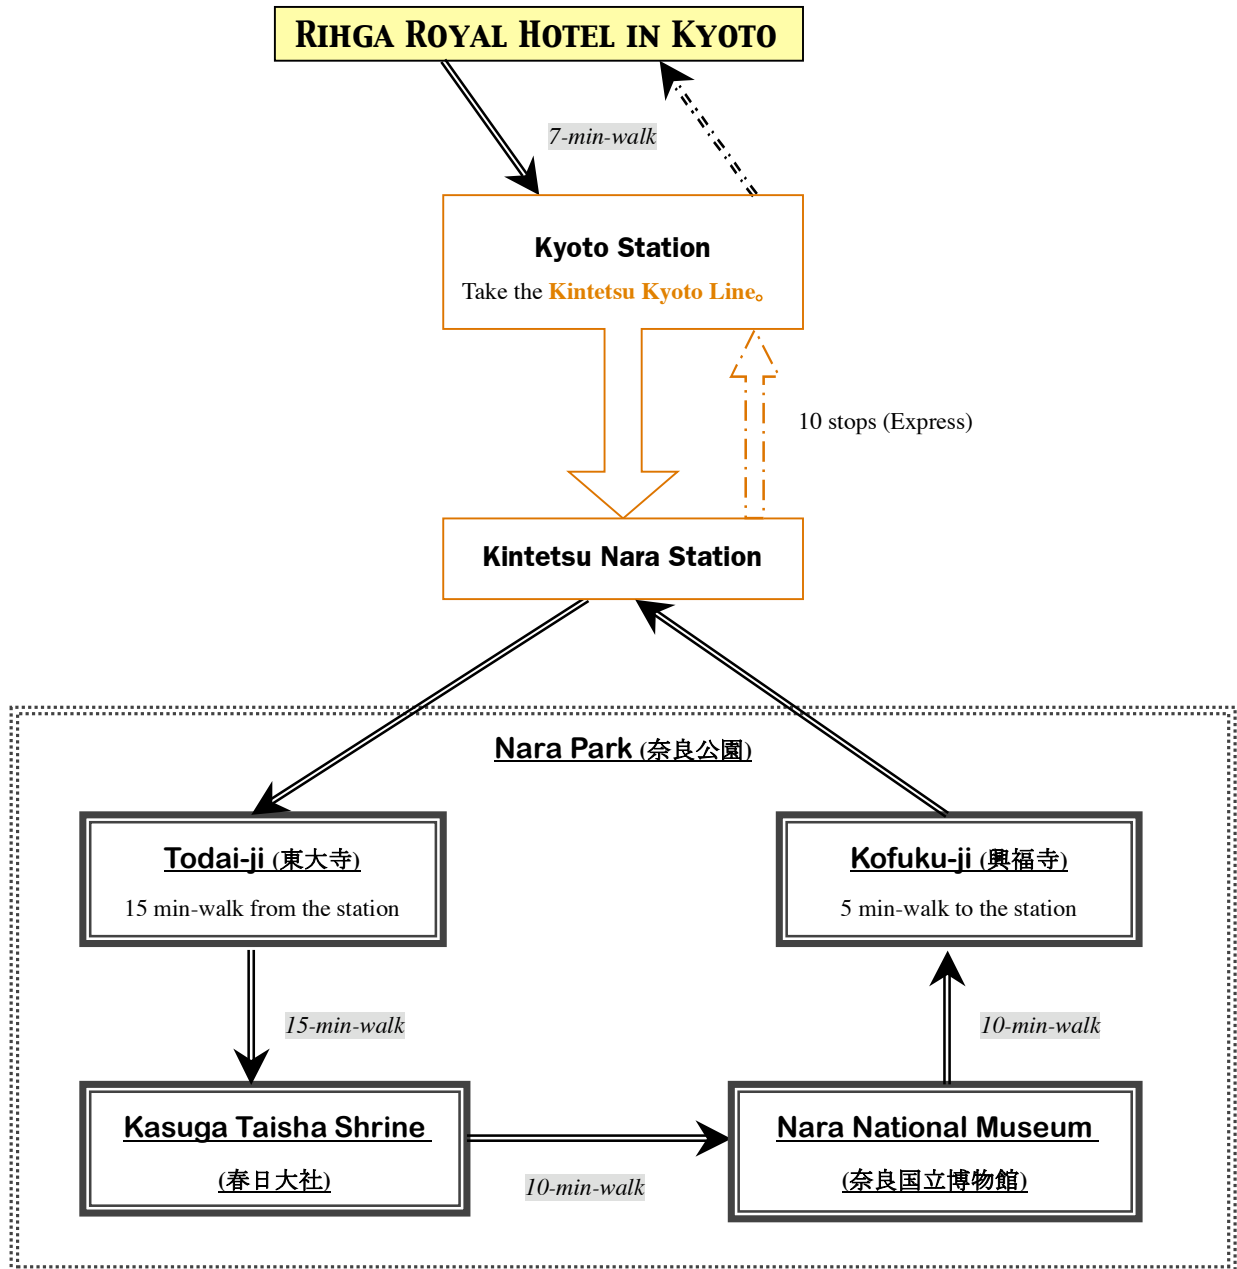 RIHGA ROYAL HOTEL IN KYOTO
7-min-walk
Kyoto Station
Take the Kintetsu Kyoto Line。
10 stops (Express)
Kintetsu Nara Station
Nara Park (奈良公園)
Todai-ji (東大寺)
15 min-walk from the station
Kofuku-ji (興福寺)
5 min-walk to the station
15-min-walk
10-min-walk
Kasuga Taisha Shrine
(春日大社)
10-min-walk
Nara National Museum
(奈良国立博物館)